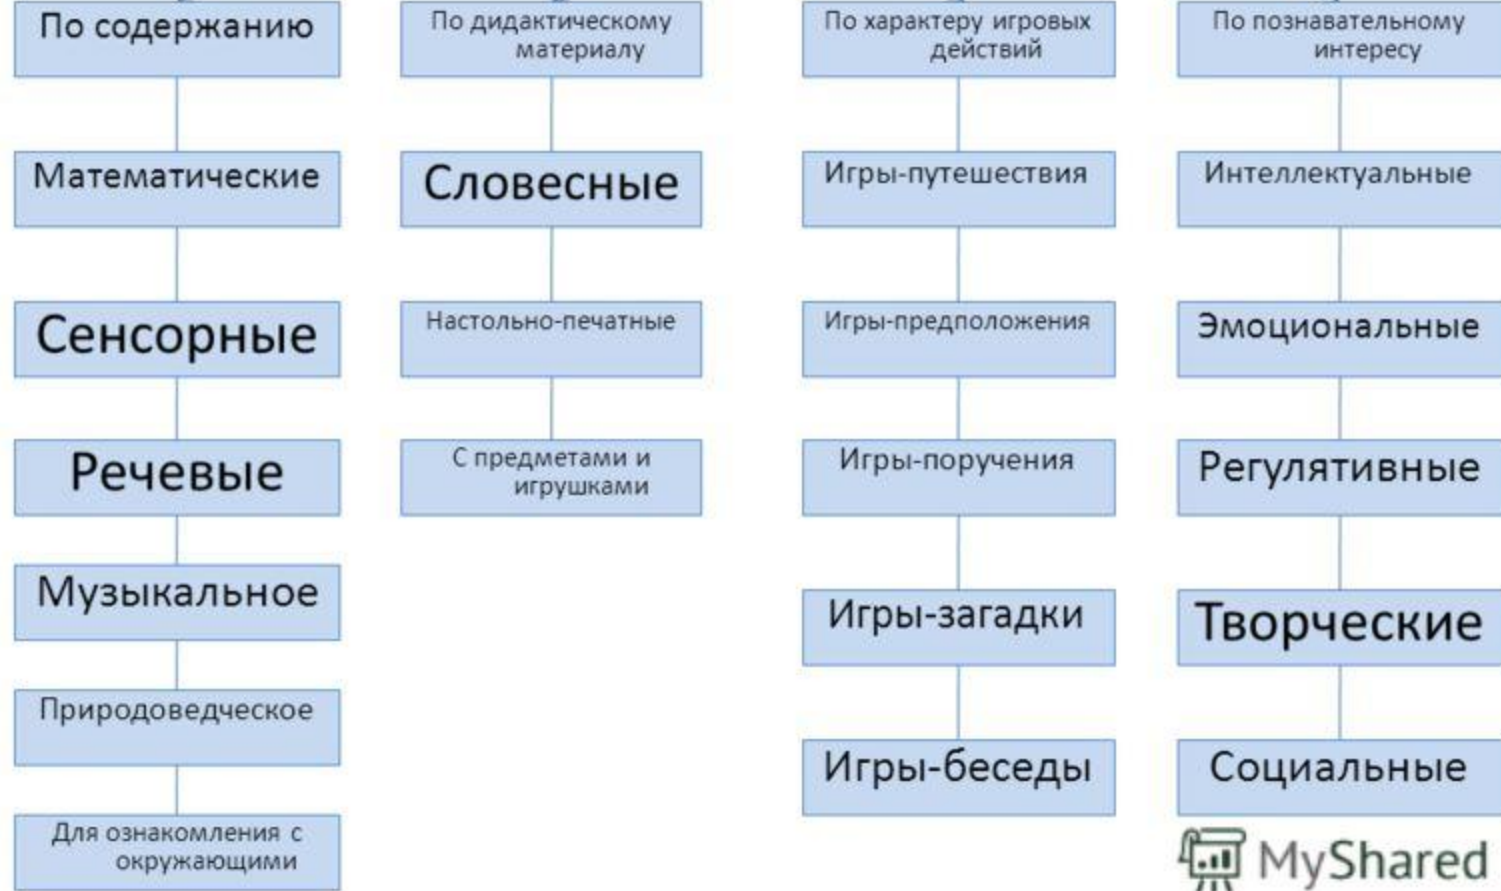 По содержанию
Математические
Сенсорные
Речевые
Музыкальное
Природоведческое
Для ознакомления с
окружающими
По дидактическому
материалу
Словесные
Настольно-печатные
С предметами и
игрушками
По характеру игровых
действий
Игры-путешествия
Игры-предположения
Игры-поручения
Игры-загадки
Игры-беседы
По познавательному
интересу
Интеллектуальные
Эмоциональные
Регулятивные
Творческие
Социальные
MyShared